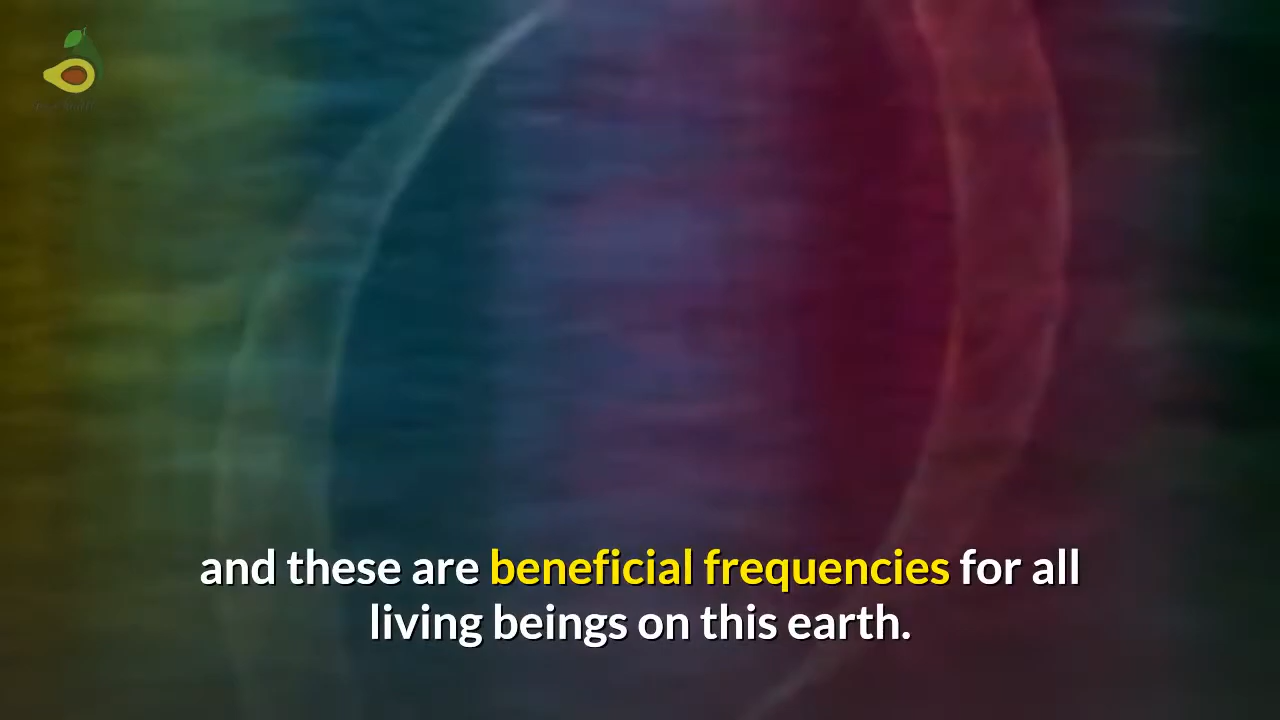 and these are beneficial frequencies for all
living beings on this earth.